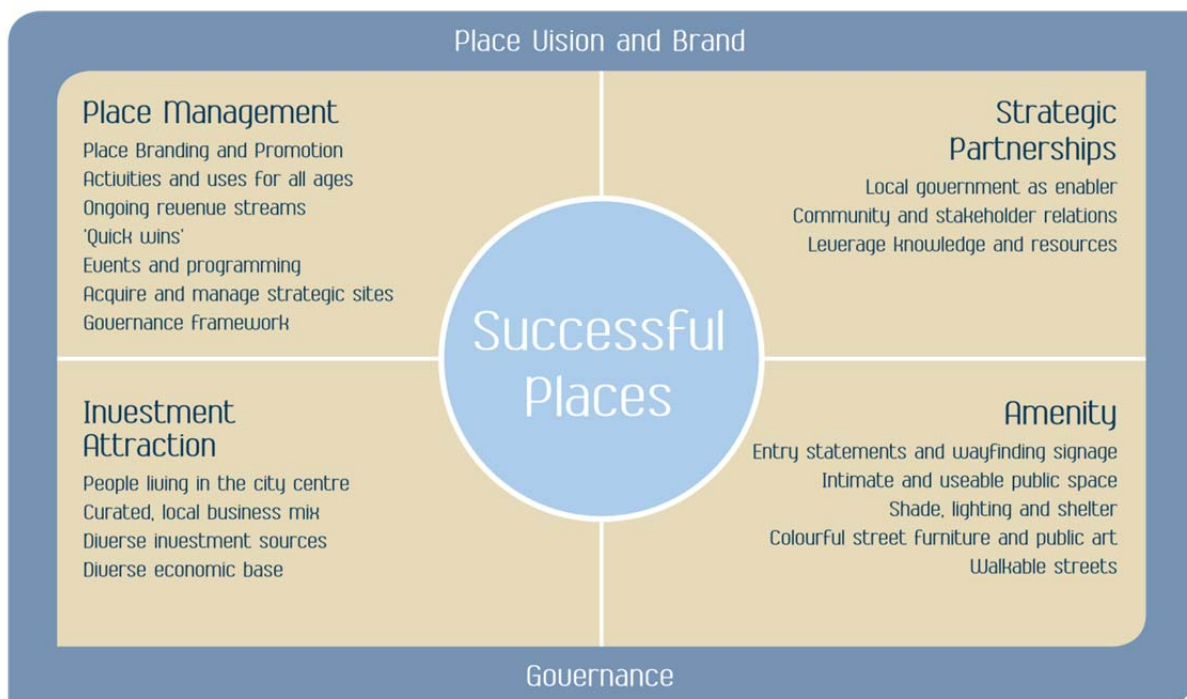 Place Vision and Brand
Place Management
Place Branding and Promotion
Activities and uses for all ages
Ongoing revenue streams
'Quick wins'
Events and programming
Acquire and manage strategic sites
Governance framework
Strategic
Partnerships
Local government as enabler
Community and stakeholder relations
Leverage knowledge and resources
Successful
Places
Investment
Attraction
People living in the city centre
Curated, local business mix
Diverse investment sources
Diverse economic base
Amenity
Entry statements and wayfinding signage
Intimate and useable public space
Shade, lighting and shelter
Colourful street furniture and public art
Walkable streets
Governance